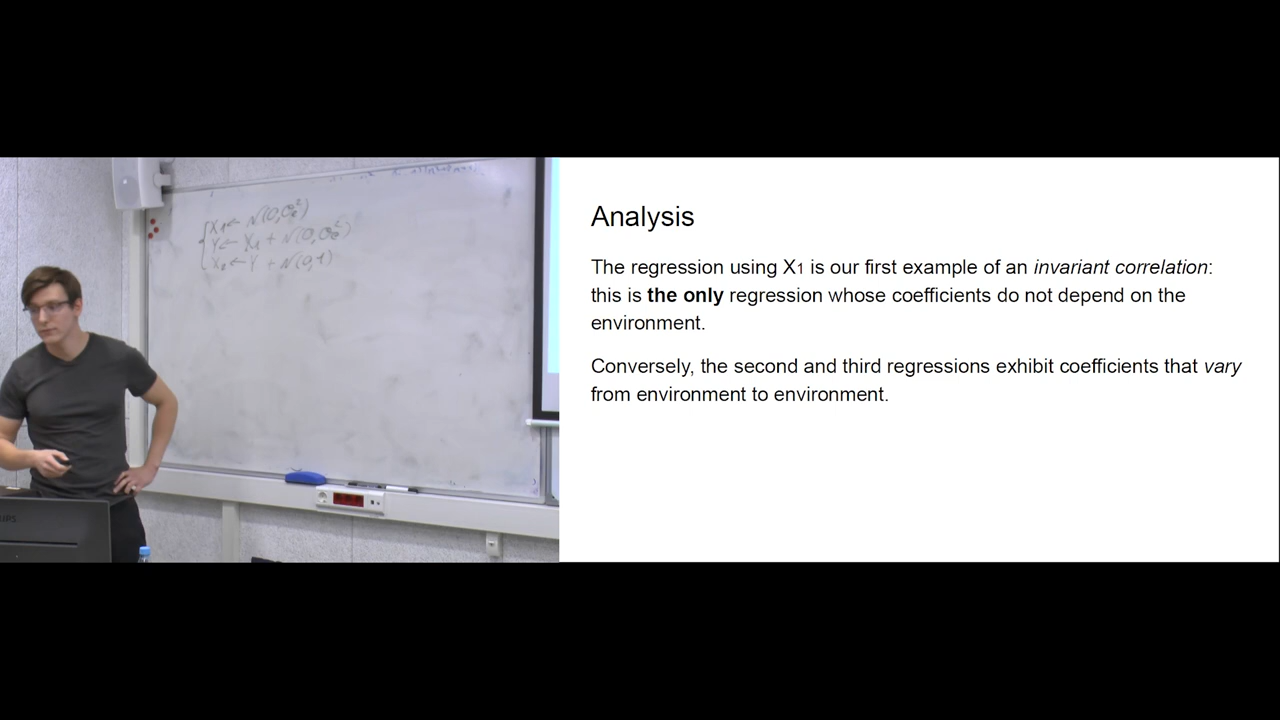 X₁ ← N(0, σₑ²)
Y ← X₁ + N(0, σₑ²)
X₂ ← Y + N(0, 1)
Analysis
The regression using X1 is our first example of an invariant correlation:
this is the only regression whose coefficients do not depend on the
environment.
Conversely, the second and third regressions exhibit coefficients that vary
from environment to environment.